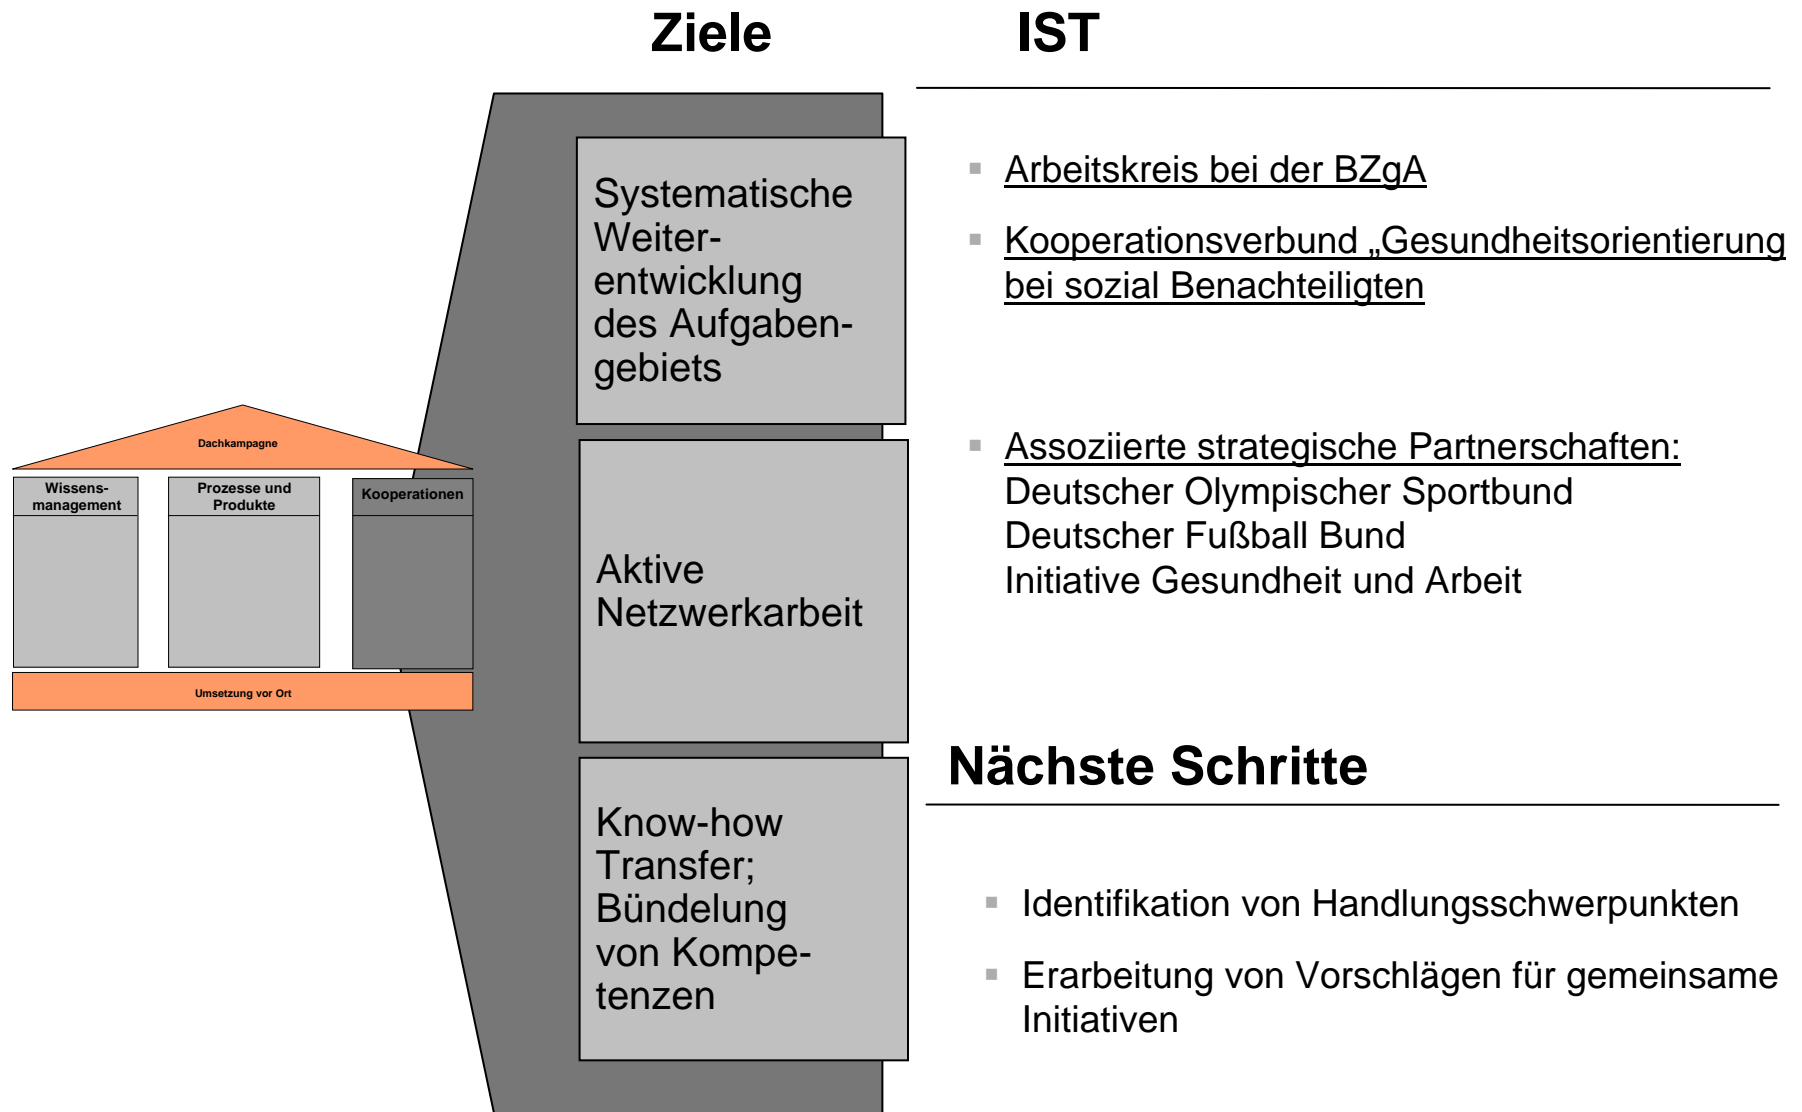 Ziele
IST
Systematische
Weiter-
entwicklung
des Aufgaben-
gebiets
Aktive
Netzwerkarbeit
Know-how
Transfer;
Bündelung
von Kompe-
tenzen
▪ Arbeitskreis bei der BZgA
▪ Kooperationsverbund „Gesundheitsorientierung
bei sozial Benachteiligten
▪ Assoziierte strategische Partnerschaften:
Deutscher Olympischer Sportbund
Deutscher Fußball Bund
Initiative Gesundheit und Arbeit
Nächste Schritte
▪ Identifikation von Handlungsschwerpunkten
▪ Erarbeitung von Vorschlägen für gemeinsame
Initiativen
Dachkampagne
Wissens-
management
Prozesse und
Produkte
Kooperationen
Umsetzung vor Ort